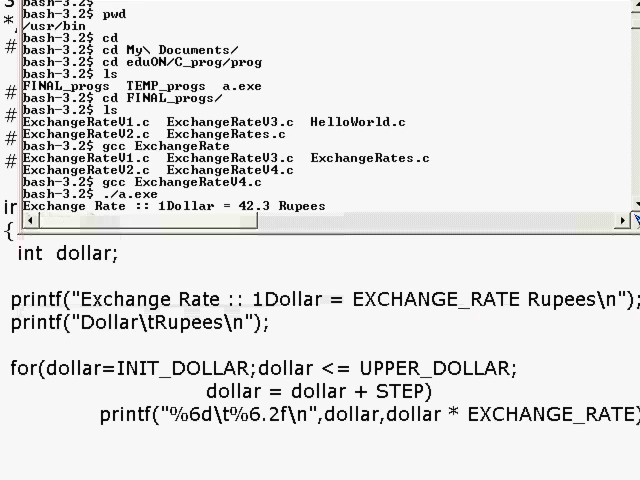 bash-3.2$
bash-3.2$ pwd
/usr/bin
bash-3.2$ cd
bash-3.2$ cd My\ Documents/
bash-3.2$ cd eduON/C_prog/prog
bash-3.2$ ls
FINAL_progs  TEMP_progs  a.exe
bash-3.2$ cd FINAL_progs/
bash-3.2$ ls
ExchangeRateV1.c  ExchangeRateV3.c  HelloWorld.c
ExchangeRateV2.c  ExchangeRates.c
bash-3.2$ gcc ExchangeRate
ExchangeRateV1.c  ExchangeRateV3.c  ExchangeRates.c
ExchangeRateV2.c  ExchangeRateV4.c
bash-3.2$ gcc ExchangeRateV4.c
bash-3.2$ ./a.exe
Exchange Rate :: 1Dollar = 42.3 Rupees
*
#
#
#
#
#
{
int dollar;
printf("Exchange Rate :: 1Dollar = EXCHANGE_RATE Rupees\n");
printf("Dollar\tRupees\n");
for(dollar=INIT_DOLLAR;dollar <= UPPER_DOLLAR;
dollar = dollar + STEP)
printf("%6d\t%6.2f\n",dollar,dollar * EXCHANGE_RATE)